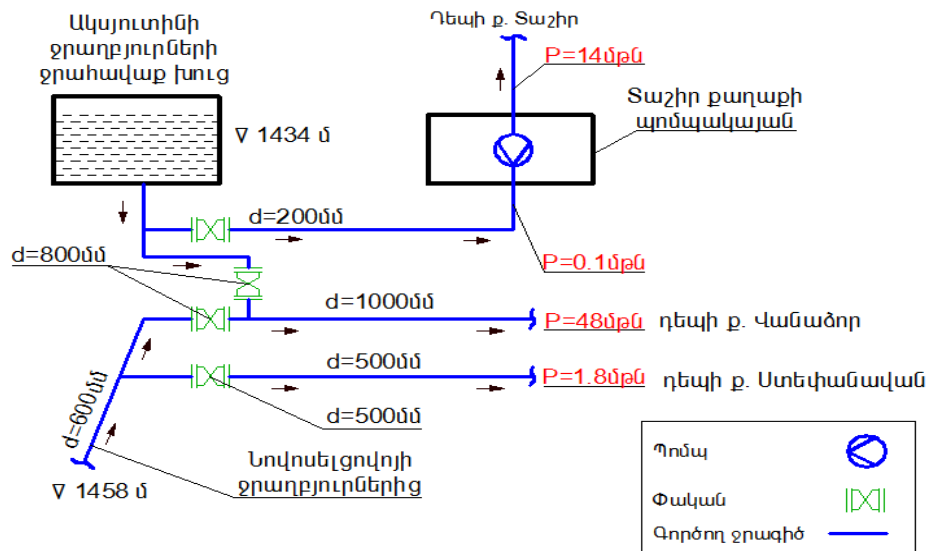 Դեպի ք. Տաշիր
Ակսյուտինի
ջրաղբյուրների
ջրահավաք խուց
P=14մթն
Տաշիր քաղաքի
պոմպակայան
∇ 1434 մ
d=200մմ
P=0.1մթն
d=800մմ
d=1000մմ
P=48մթն դեպի ք. Վանաձոր
d=500մմ
P=1.8մթն դեպի ք. Ստեփանավան
d=600մմ
d=500մմ
Նովոսելցովոյի
ջրաղբյուրներից
∇ 1458 մ
Պոմպ
Փական
Գործող ջրագիծ